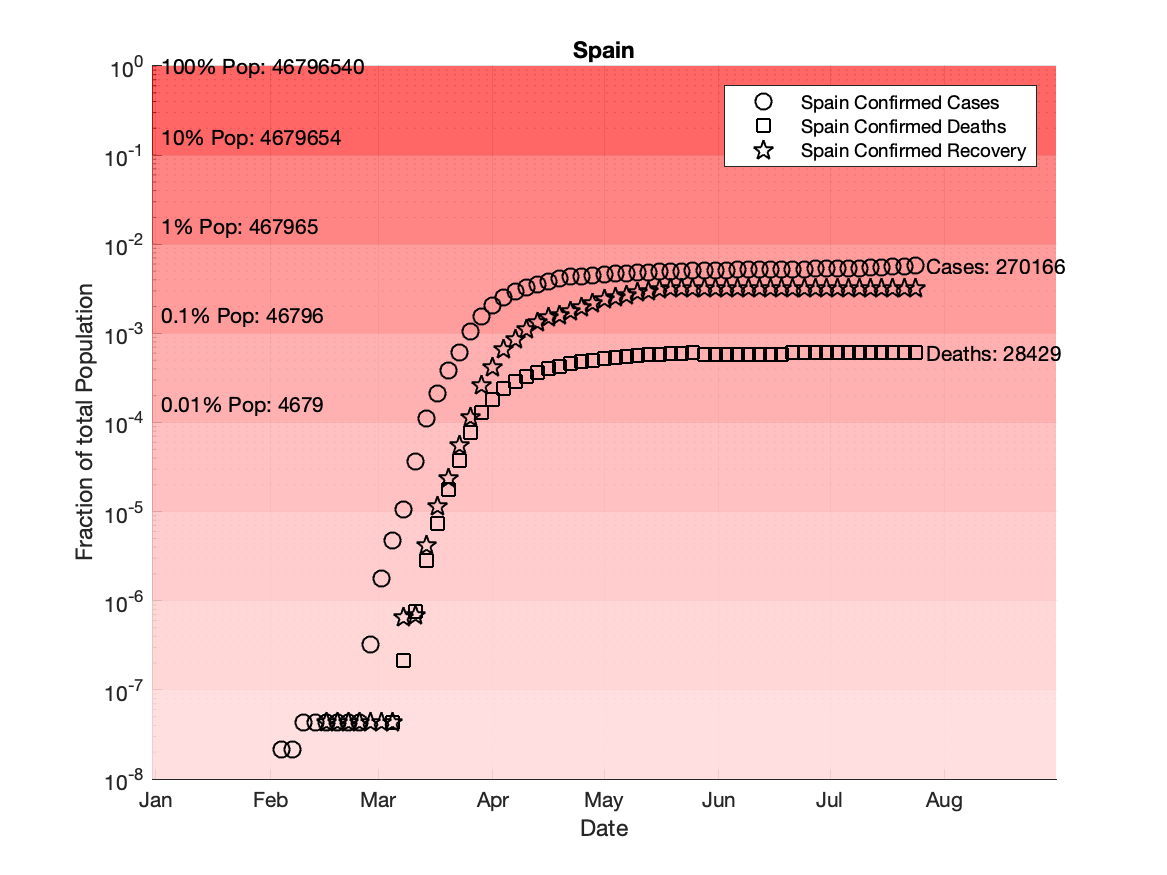 Spain
10^0
100% Pop: 46796540
Spain Confirmed Cases
Spain Confirmed Deaths
Spain Confirmed Recovery
10% Pop: 4679654
10^-1
1% Pop: 467965
10^-2
Cases: 270166
0.1% Pop: 46796
10^-3
Deaths: 28429
0.01% Pop: 4679
10^-4
10^-5
10^-6
10^-7
10^-8
Fraction of total Population
Jan Feb Mar Apr May Jun Jul Aug
Date